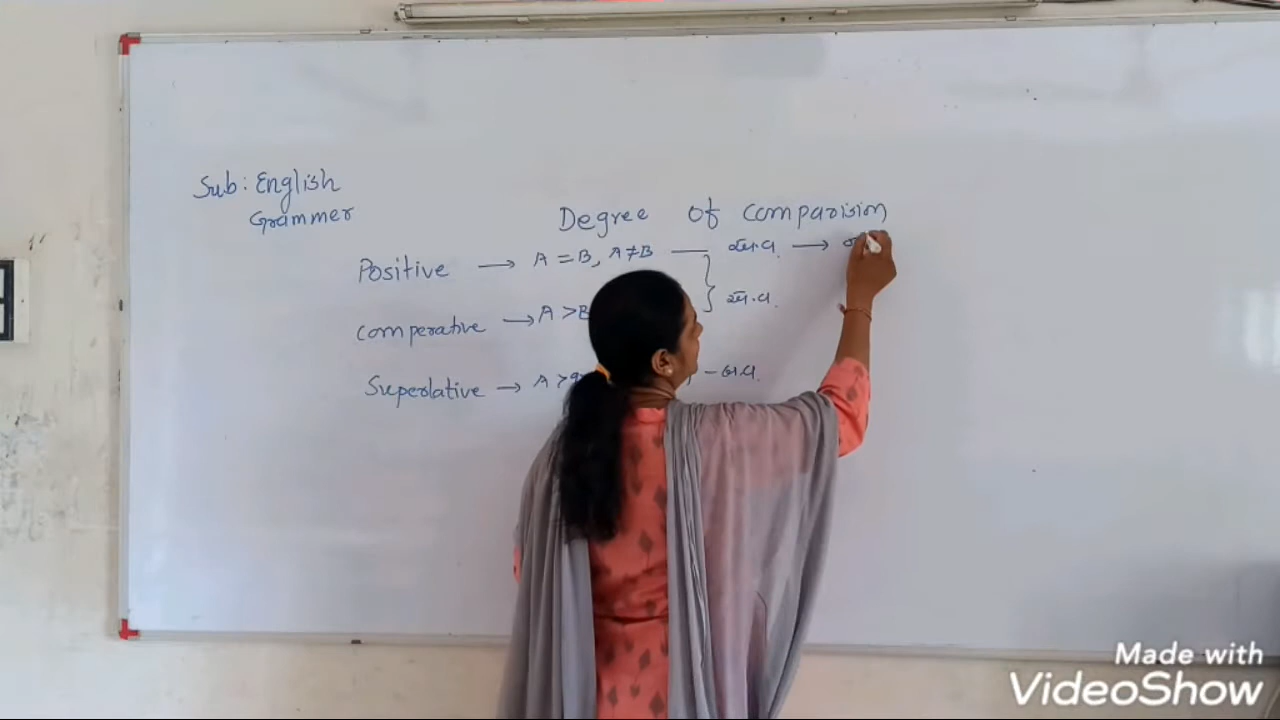 Sub: English
Grammer
Degree of Comparision
Positive → A = B, A ≠ B — એ.વ. →
Comperative → A > B એ.વ.
Superlative → A > – બ.વ.
Made with
VideoShow